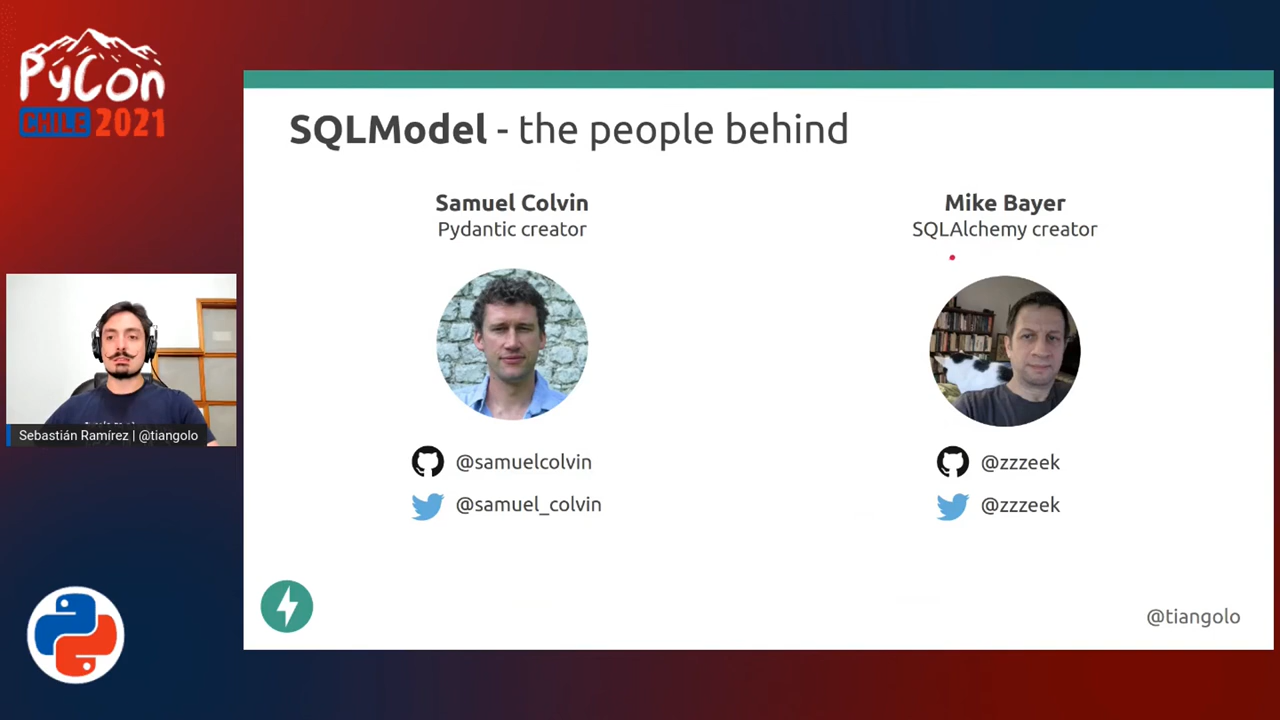 PyCon
CHILE 2021
SQLModel - the people behind
Samuel Colvin
Pydantic creator
@samuelcolvin
@samuel_colvin
Mike Bayer
SQLAlchemy creator
@zzzeek
@zzzeek
Sebastián Ramírez | @tiangolo
@tiangolo